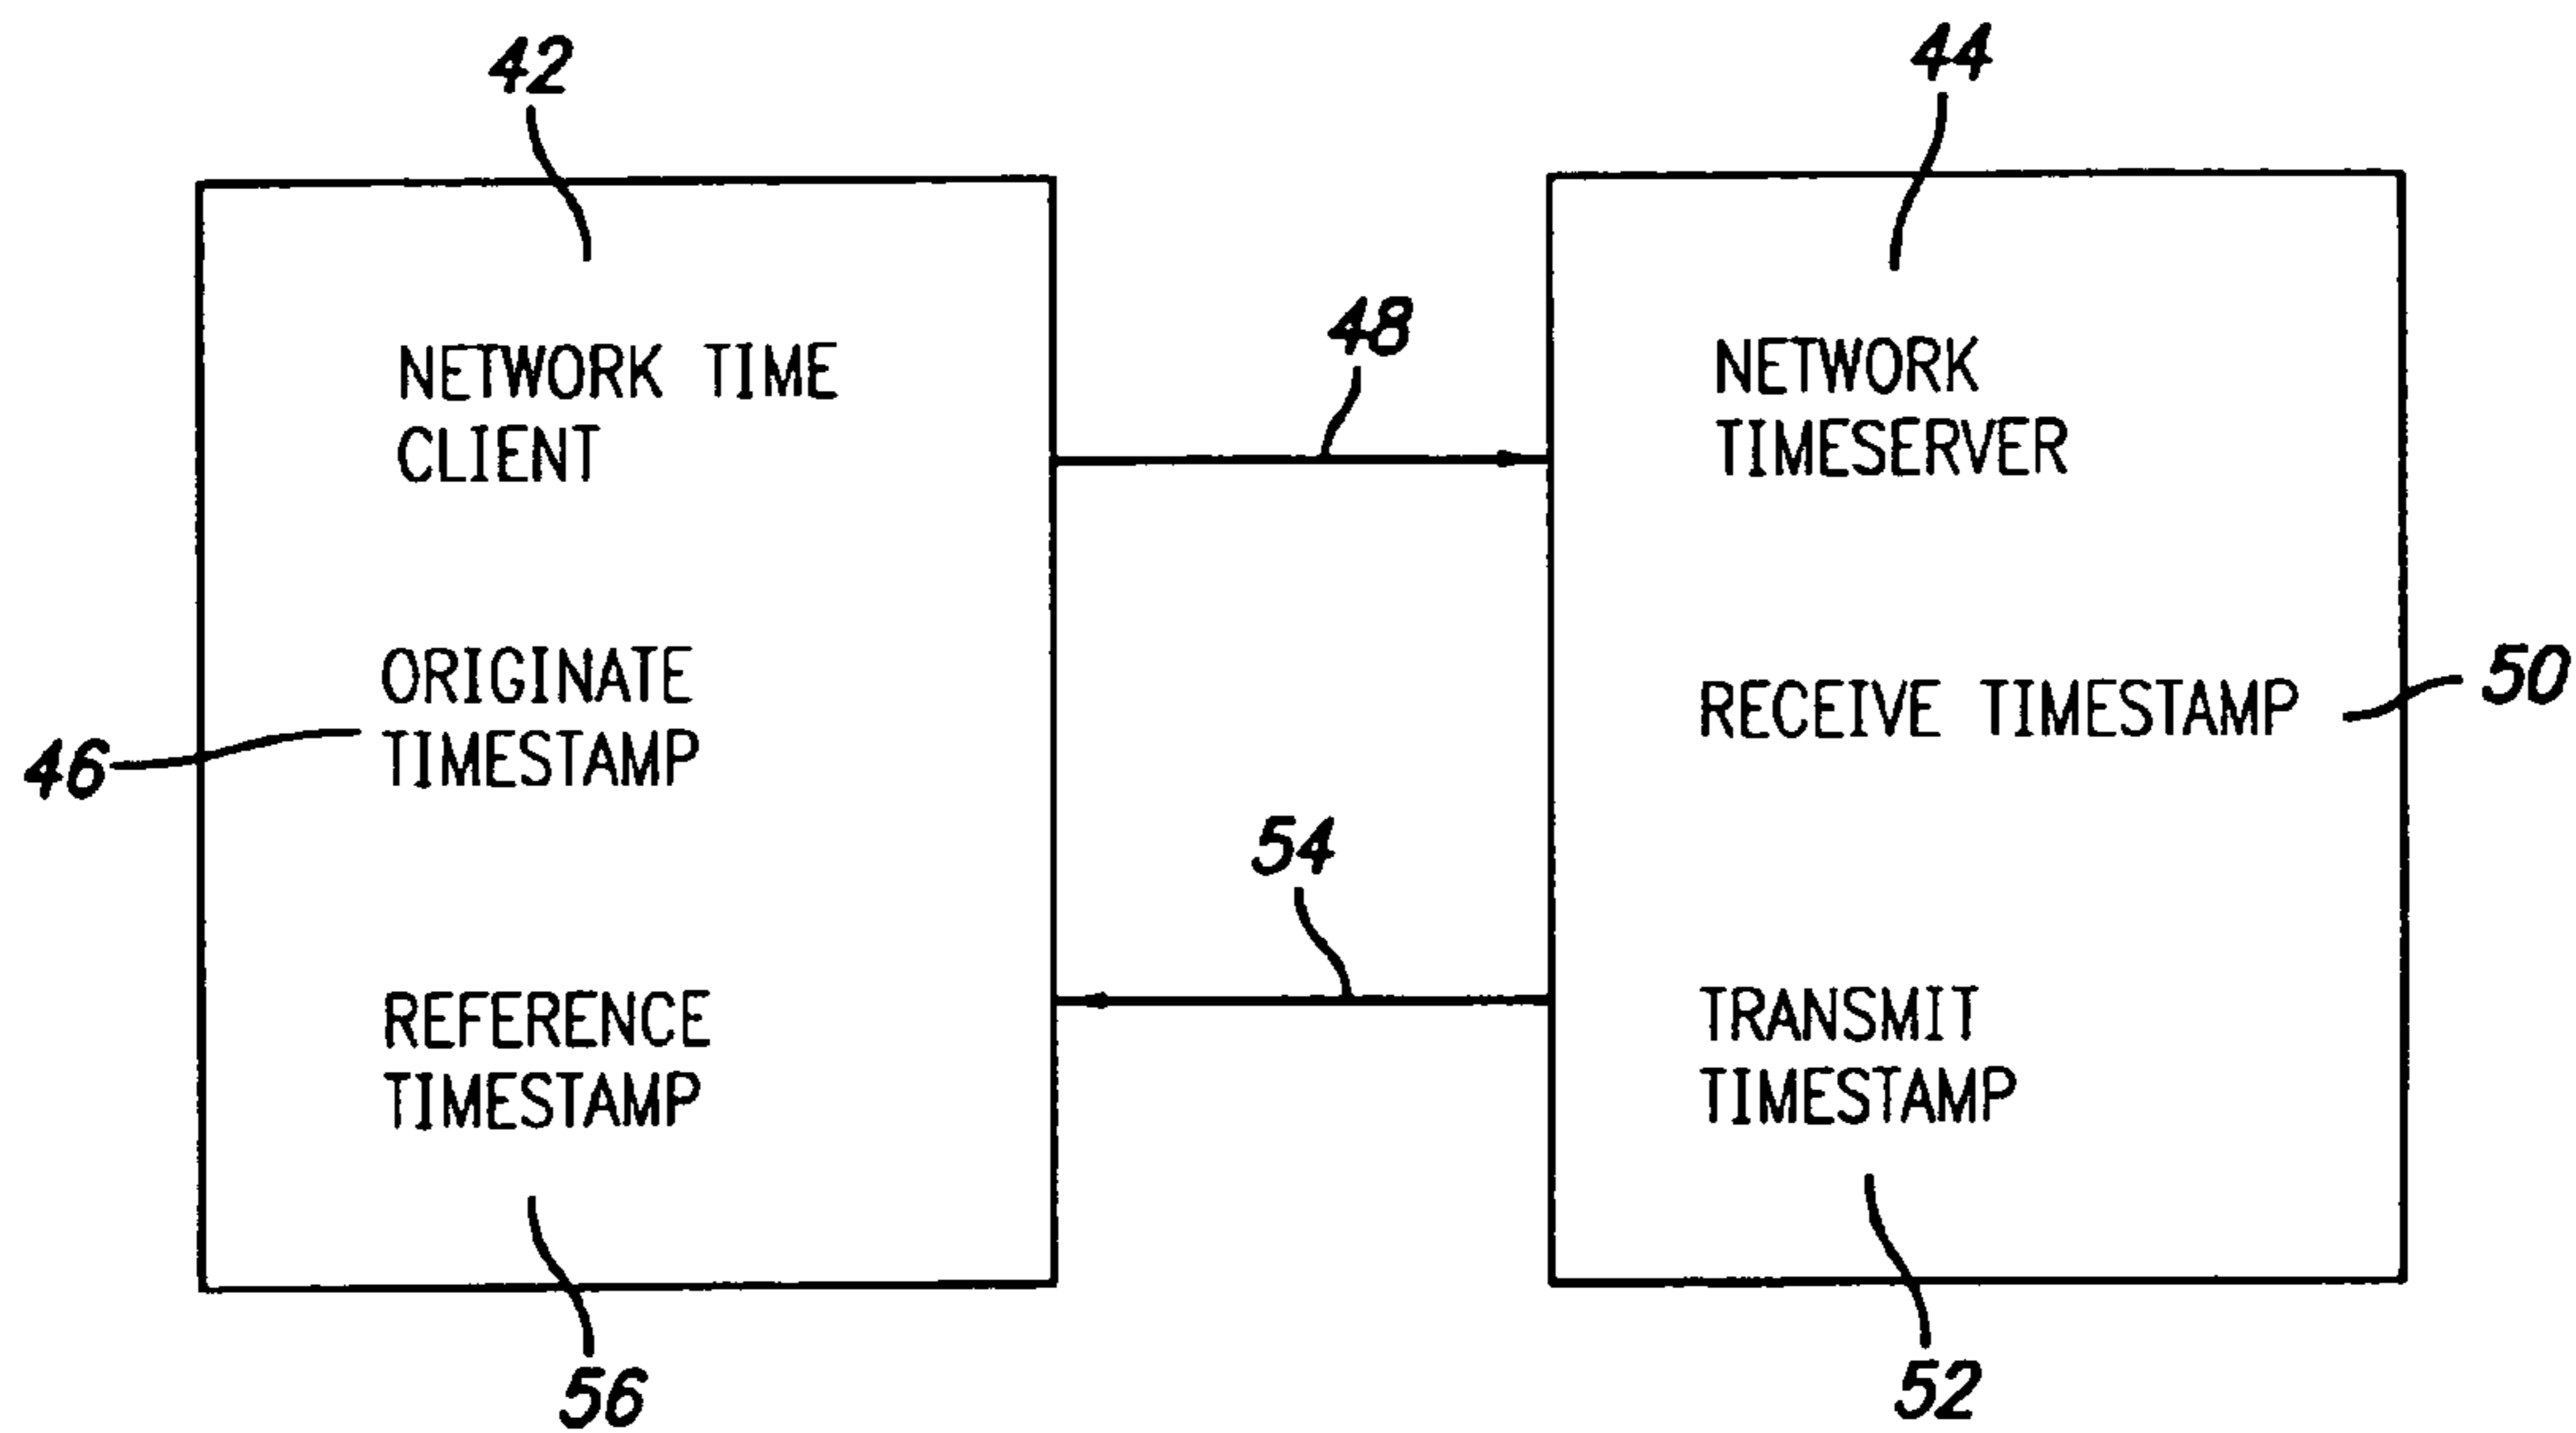 42
44
48
NETWORK TIME
CLIENT
NETWORK
TIMESERVER
ORIGINATE
TIMESTAMP
46
RECEIVE TIMESTAMP
50
54
REFERENCE
TIMESTAMP
TRANSMIT
TIMESTAMP
56
52